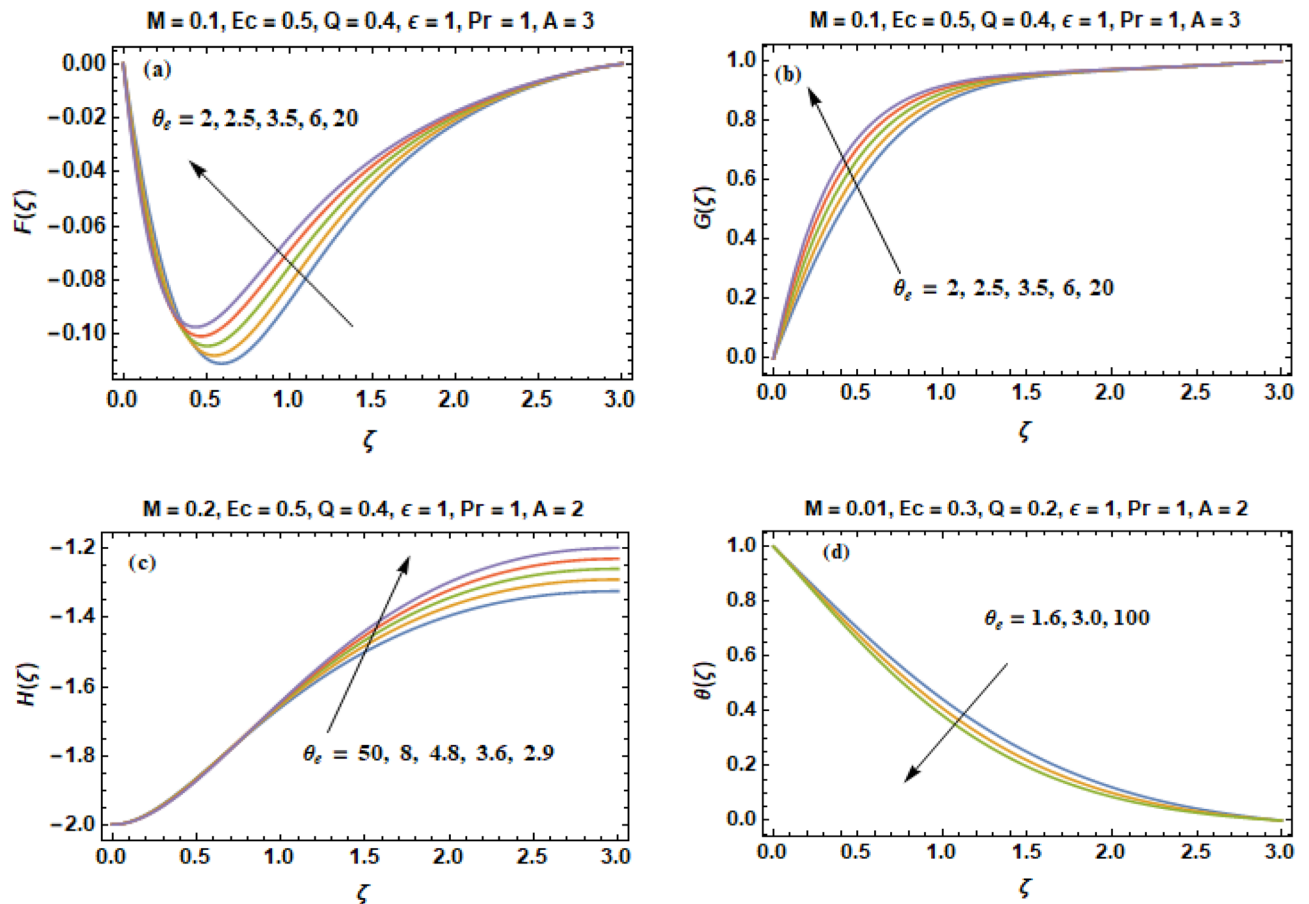 M = 0.1, Ec = 0.5, Q = 0.4, ϵ = 1, Pr = 1, A = 3
(a)
θe = 2, 2.5, 3.5, 6, 20
F(ζ)
0.00
−0.02
−0.04
−0.06
−0.08
−0.10
0.0 0.5 1.0 1.5 2.0 2.5 3.0
ζ
M = 0.1, Ec = 0.5, Q = 0.4, ϵ = 1, Pr = 1, A = 3
(b)
θe = 2, 2.5, 3.5, 6, 20
G(ζ)
1.0
0.8
0.6
0.4
0.2
0.0
0.0 0.5 1.0 1.5 2.0 2.5 3.0
ζ
M = 0.2, Ec = 0.5, Q = 0.4, ϵ = 1, Pr = 1, A = 2
(c)
θe = 50, 8, 4.8, 3.6, 2.9
H(ζ)
−1.2
−1.4
−1.6
−1.8
−2.0
0.0 0.5 1.0 1.5 2.0 2.5 3.0
ζ
M = 0.01, Ec = 0.3, Q = 0.2, ϵ = 1, Pr = 1, A = 2
(d)
θe = 1.6, 3.0, 100
θ(ζ)
1.0
0.8
0.6
0.4
0.2
0.0
0.0 0.5 1.0 1.5 2.0 2.5 3.0
ζ